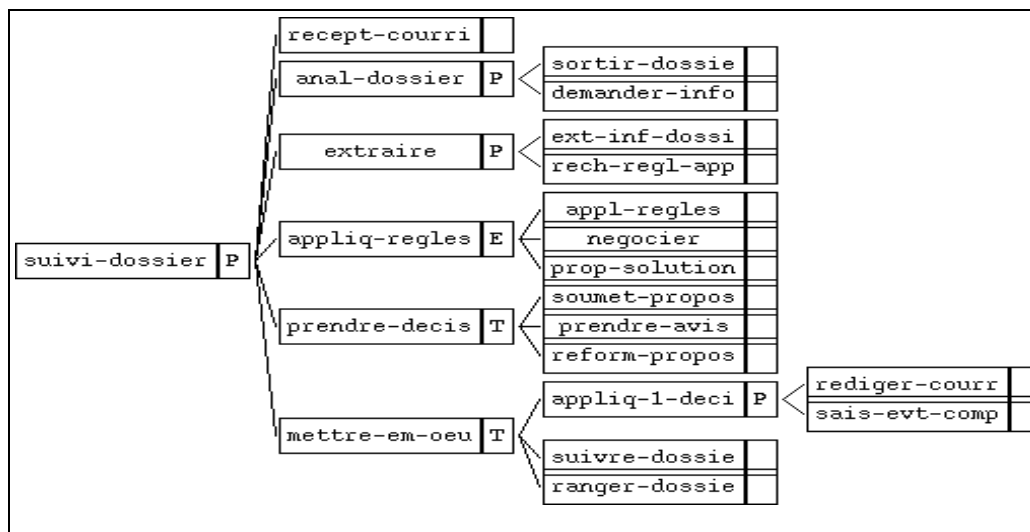 recept-courri
sortir-dossie
anal-dossier P
demander-info
ext-inf-dossi
extraire P
rech-regl-app
appl-regles
appliq-regles E
negocier
suivi-dossier P
prop-solution
soumet-propos
prendre-decis T
prendre-avis
reform-propos
rediger-courr
appliq-1-deci P
sais-evt-comp
mettre-em-oeu T
suivre-dossie
ranger-dossie